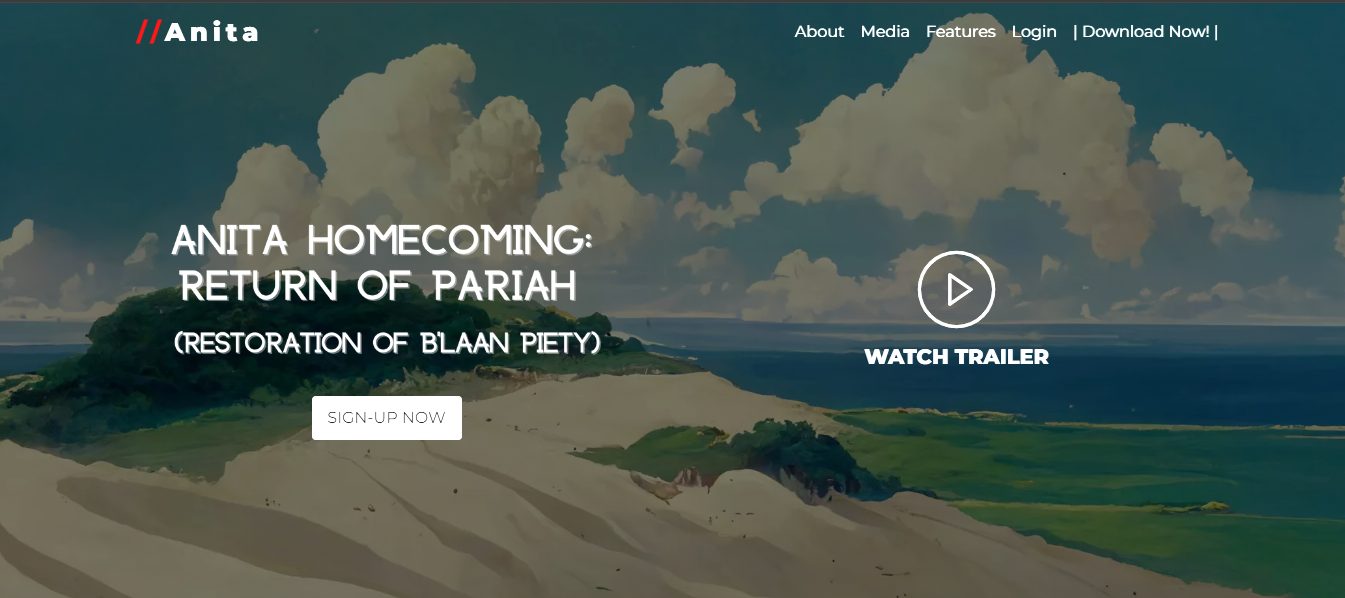 //Anita
About Media Features Login | Download Now! |
ANITA HOMECOMING:
RETURN OF PARIAH
(RESTORATION OF B'LAAN PIETY)
SIGN-UP NOW
WATCH TRAILER